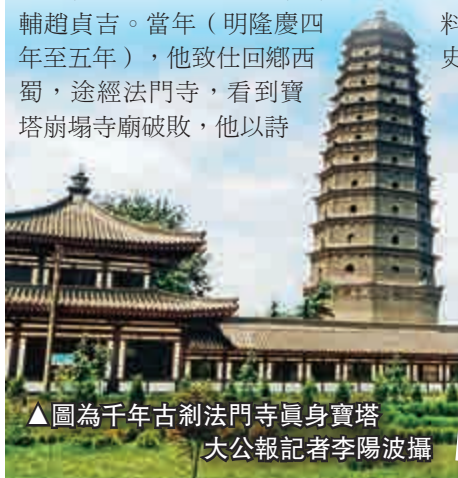 輔趙貞吉。當年（明隆慶四
年至五年），他致仕回鄉西
蜀，途經法門寺，看到寶
塔崩塌寺廟破敗，他以詩
料
史
▲圖為千年古剎法門寺眞身寶塔
大公報記者李陽波攝